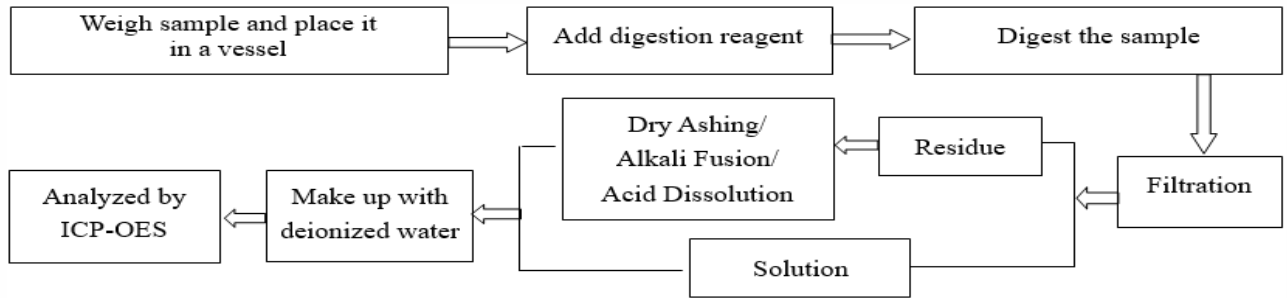 Weigh sample and place it
in a vessel
Add digestion reagent
Digest the sample
Filtration
Residue
Dry Ashing/
Alkali Fusion/
Acid Dissolution
Solution
Make up with
deionized water
Analyzed by
ICP-OES